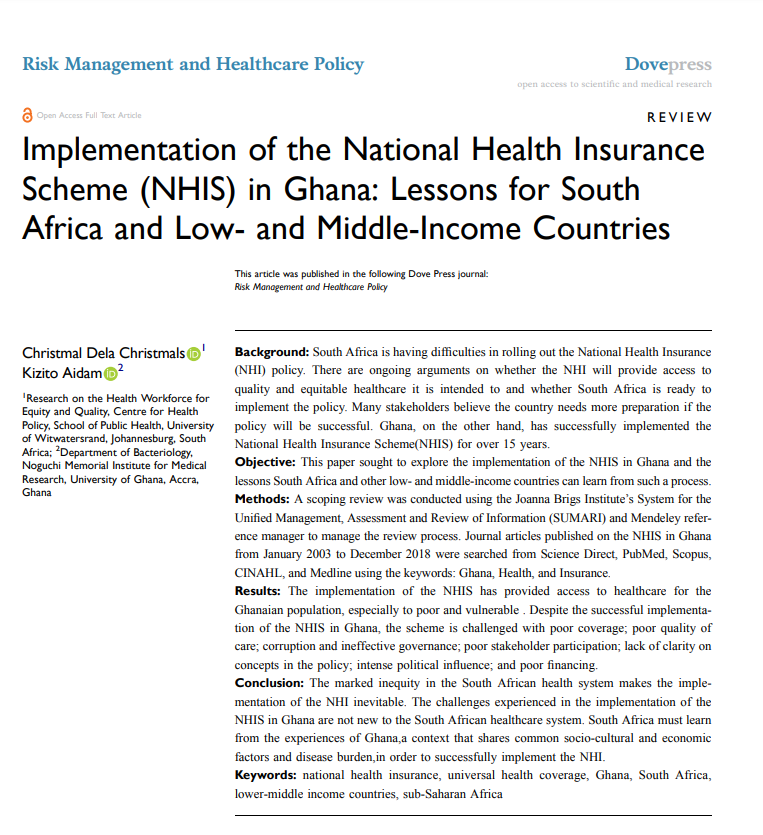 Risk Management and Healthcare Policy
Dovepress
open access to scientific and medical research
Open Access Full Text Article
REVIEW
Implementation of the National Health Insurance
Scheme (NHIS) in Ghana: Lessons for South
Africa and Low- and Middle-Income Countries
This article was published in the following Dove Press journal:
Risk Management and Healthcare Policy
Christmal Dela Christmals iD 1
Kizito Aidam iD 2
1Research on the Health Workforce for
Equity and Quality, Centre for Health
Policy, School of Public Health, University
of Witwatersrand, Johannesburg, South
Africa; 2Department of Bacteriology,
Noguchi Memorial Institute for Medical
Research, University of Ghana, Accra,
Ghana
Background: South Africa is having difficulties in rolling out the National Health Insurance
(NHI) policy. There are ongoing arguments on whether the NHI will provide access to
quality and equitable healthcare it is intended to and whether South Africa is ready to
implement the policy. Many stakeholders believe the country needs more preparation if the
policy will be successful. Ghana, on the other hand, has successfully implemented the
National Health Insurance Scheme(NHIS) for over 15 years.
Objective: This paper sought to explore the implementation of the NHIS in Ghana and the
lessons South Africa and other low- and middle-income countries can learn from such a process.
Methods: A scoping review was conducted using the Joanna Brigs Institute's System for the
Unified Management, Assessment and Review of Information (SUMARI) and Mendeley refer-
ence manager to manage the review process. Journal articles published on the NHIS in Ghana
from January 2003 to December 2018 were searched from Science Direct, PubMed, Scopus,
CINAHL, and Medline using the keywords: Ghana, Health, and Insurance.
Results: The implementation of the NHIS has provided access to healthcare for the
Ghanaian population, especially to poor and vulnerable . Despite the successful implementa-
tion of the NHIS in Ghana, the scheme is challenged with poor coverage; poor quality of
care; corruption and ineffective governance; poor stakeholder participation; lack of clarity on
concepts in the policy; intense political influence; and poor financing.
Conclusion: The marked inequity in the South African health system makes the imple-
mentation of the NHI inevitable. The challenges experienced in the implementation of the
NHIS in Ghana are not new to the South African healthcare system. South Africa must learn
from the experiences of Ghana,a context that shares common socio-cultural and economic
factors and disease burden,in order to successfully implement the NHI.
Keywords: national health insurance, universal health coverage, Ghana, South Africa,
lower-middle income countries, sub-Saharan Africa